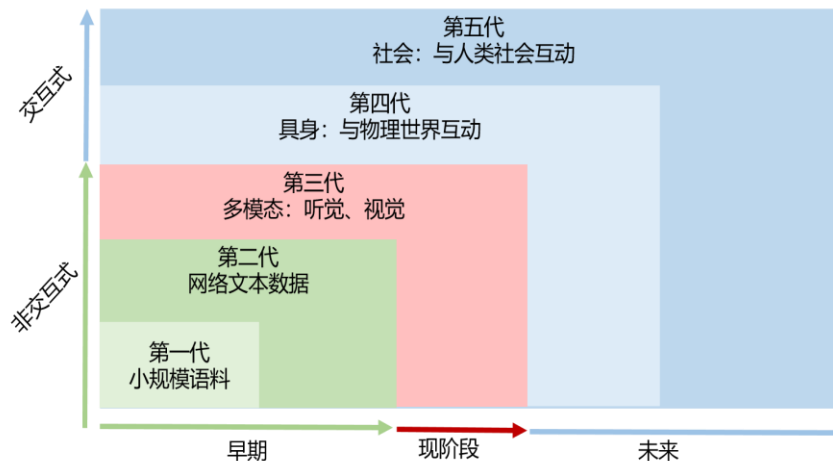 第五代
社会：与人类社会互动
第四代
具身：与物理世界互动
第三代
多模态：听觉、视觉
第二代
网络文本数据
第一代
小规模语料
交互式
非交互式
早期
现阶段
未来